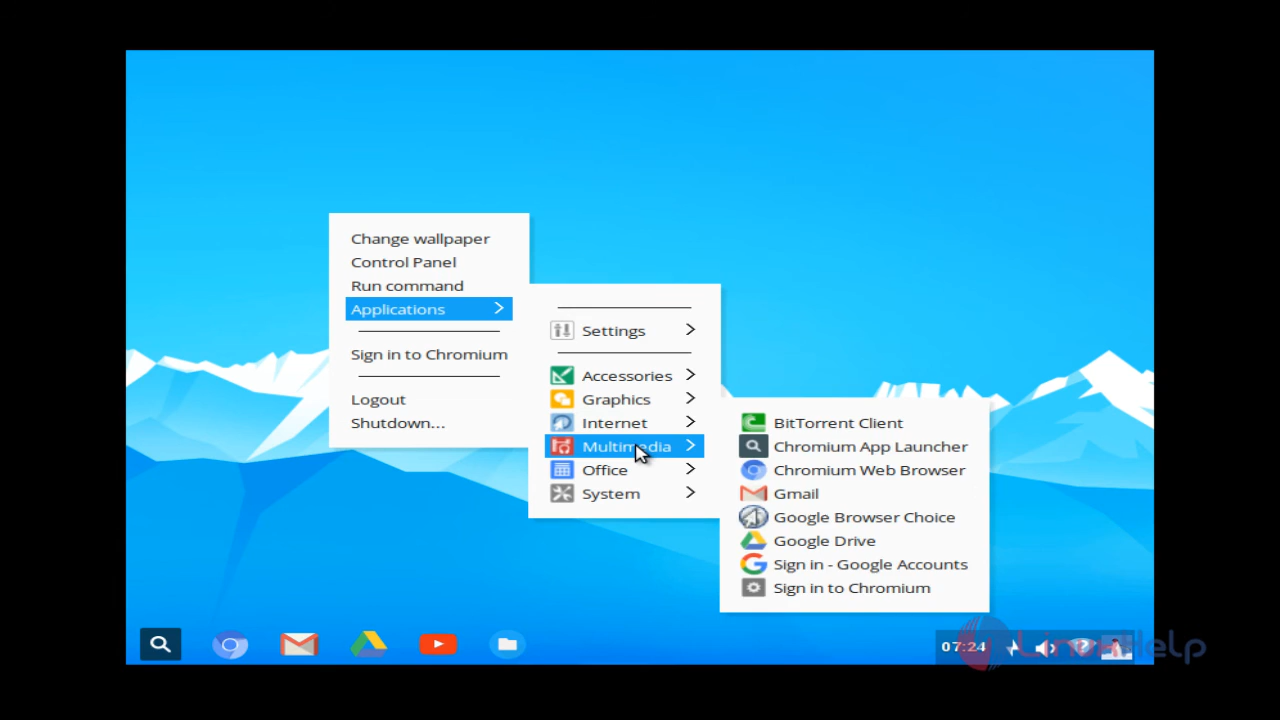 Change wallpaper
Control Panel
Run command
Applications
Sign in to Chromium
Logout
Shutdown...
Settings
Accessories
Graphics
Internet
Multimedia
Office
System
BitTorrent Client
Chromium App Launcher
Chromium Web Browser
Gmail
Google Browser Choice
Google Drive
Sign in - Google Accounts
Sign in to Chromium
07:24
LinuxHelp